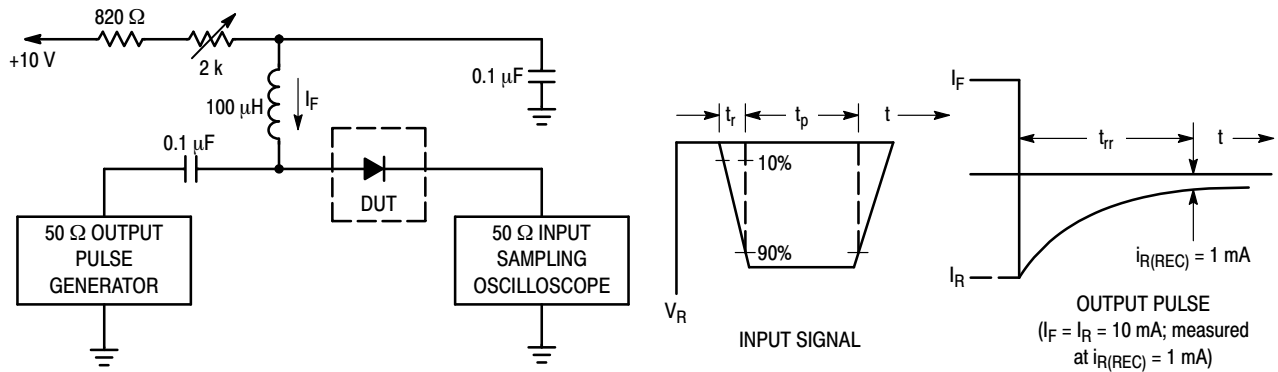 820 Ω
+10 V
2 k
100 μH
I_F
0.1 μF
0.1 μF
DUT
50 Ω OUTPUT
PULSE
GENERATOR
50 Ω INPUT
SAMPLING
OSCILLOSCOPE
t_r
t_p
t
10%
90%
V_R
INPUT SIGNAL
I_F
t_rr
t
i_R(REC) = 1 mA
I_R
OUTPUT PULSE
(I_F = I_R = 10 mA; measured
at i_R(REC) = 1 mA)